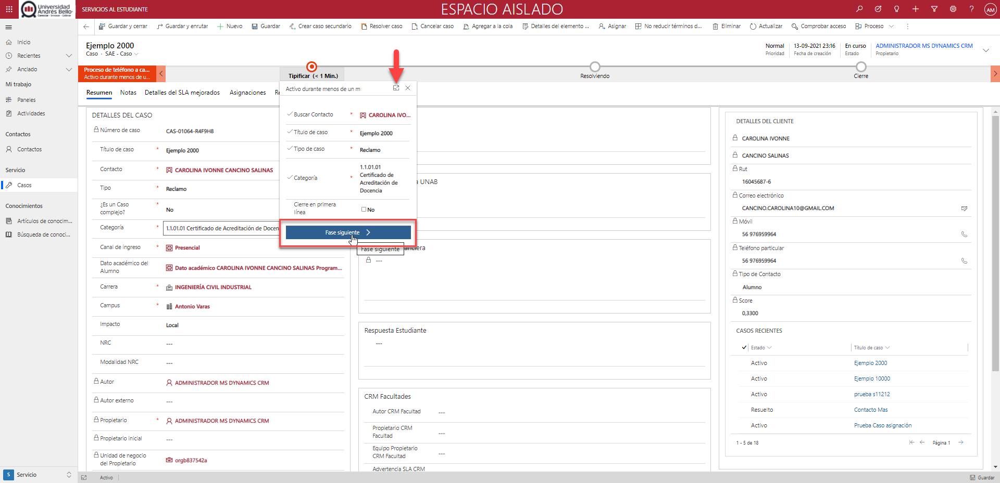 Universidad
Andrés Bello
Conectar - Innovar - Liderar
SERVICIOS AL ESTUDIANTE
ESPACIO AISLADO
AM
Guardar y cerrar
Guardar y enrutar
Nuevo
Guardar
Crear caso secundario
Resolver caso
Cancelar caso
Agregar a la cola
Detalles del elemento ...
Asignar
No reducir términos d...
Eliminar
Actualizar
Comprobar acceso
Proceso
Inicio
Recientes
Anclado
Mi trabajo
Paneles
Actividades
Contactos
Contactos
Servicio
Casos
Conocimientos
Artículos de conocim...
Búsqueda de conoci...
S Servicio
Ejemplo 2000
Caso · SAE - Caso
Normal
Prioridad
13-09-2021 23:16
Fecha de creación
En curso
Estado
ADMINISTRADOR MS DYNAMICS CRM
Propietario
Proceso de teléfono a ca...
Activo durante menos de u...
Tipificar (< 1 Min.)
Resolviendo
Cierre
Resumen
Notas
Detalles del SLA mejorados
Asignaciones
Activo durante menos de un mi
Buscar Contacto * CAROLINA IVO...
Título de caso * Ejemplo 2000
Tipo de caso * Reclamo
Categoría * 1.1.01.01
Certificado de
Acreditación de
Docencia
Cierre en primera
línea
No
Fase siguiente
Fase siguiente
DETALLES DEL CASO
Número de caso CAS-01064-R4F9H8
Título de caso * Ejemplo 2000
Contacto * CAROLINA IVONNE CANCINO SALINAS
Tipo * Reclamo
¿Es un Caso
complejo?
* No
Categoría * 1.1.01.01 Certificado de Acreditación de Docen
Canal de ingreso * Presencial
Dato académico del
Alumno
Dato académico CAROLINA IVONNE CANCINO SALINAS Program...
Carrera * INGENIERÍA CIVIL INDUSTRIAL
Campus * Antonio Varas
Impacto Local
NRC ---
Modalidad NRC ---
Autor ADMINISTRADOR MS DYNAMICS CRM
Autor externo ---
Propietario * ADMINISTRADOR MS DYNAMICS CRM
Propietario inicial ---
Unidad de negocio
del Propietario
orgb837542a
UNAB
---
Respuesta Estudiante
---
CRM Facultades
Autor CRM Facultad ---
Propietario CRM
Facultad
---
Equipo Propietario
CRM Facultad
---
Advertencia SLA CRM
DETALLES DEL CLIENTE
CAROLINA IVONNE
CANCINO SALINAS
Rut
16045687-6
Correo electrónico
CANCINO.CAROLINA10@GMAIL.COM
Móvil
56 976959964
Teléfono particular
56 976959964
Tipo de Contacto
Alumno
Score
0,3300
CASOS RECIENTES
Estado Título de caso
Activo Ejemplo 2000
Activo Ejemplo 10000
Activo prueba s11212
Resuelto Contacto Mas
Activo Prueba Caso asignación
1 - 5 de 18
Página 1
Activo
Guardar